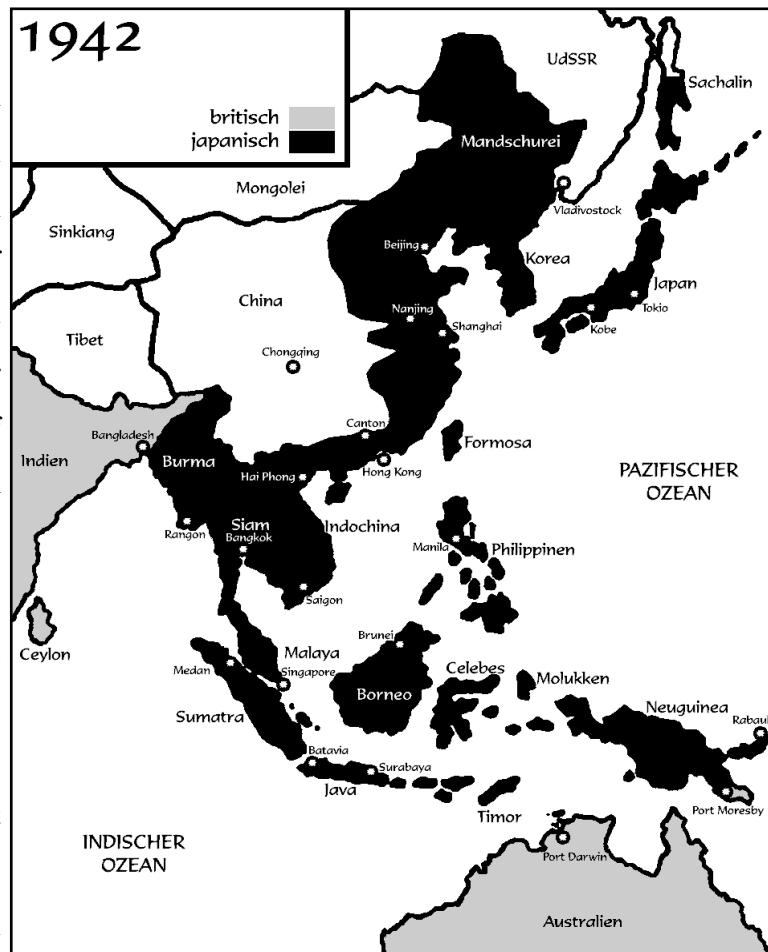 1942
britisch
japanisch
UdSSR
Sachalin
Mandschurei
Mongolei
Vladivostock
Sinkiang
Beijing
Korea
Japan
China
Nanjing
Tokio
Shanghai
Kobe
Tibet
Chongqing
Canton
Bangladesh
Formosa
Indien
Burma
Hong Kong
Hai Phong
PAZIFISCHER
OZEAN
Rangon
Siam
Bangkok
Indochina
Manila
Philippinen
Saigon
Ceylon
Brunei
Malaya
Medan
Singapore
Celebes
Molukken
Borneo
Sumatra
Neuguinea
Rabaul
Batavia
Surabaya
Java
Timor
Port Moresby
INDISCHER
OZEAN
Port Darwin
Australien